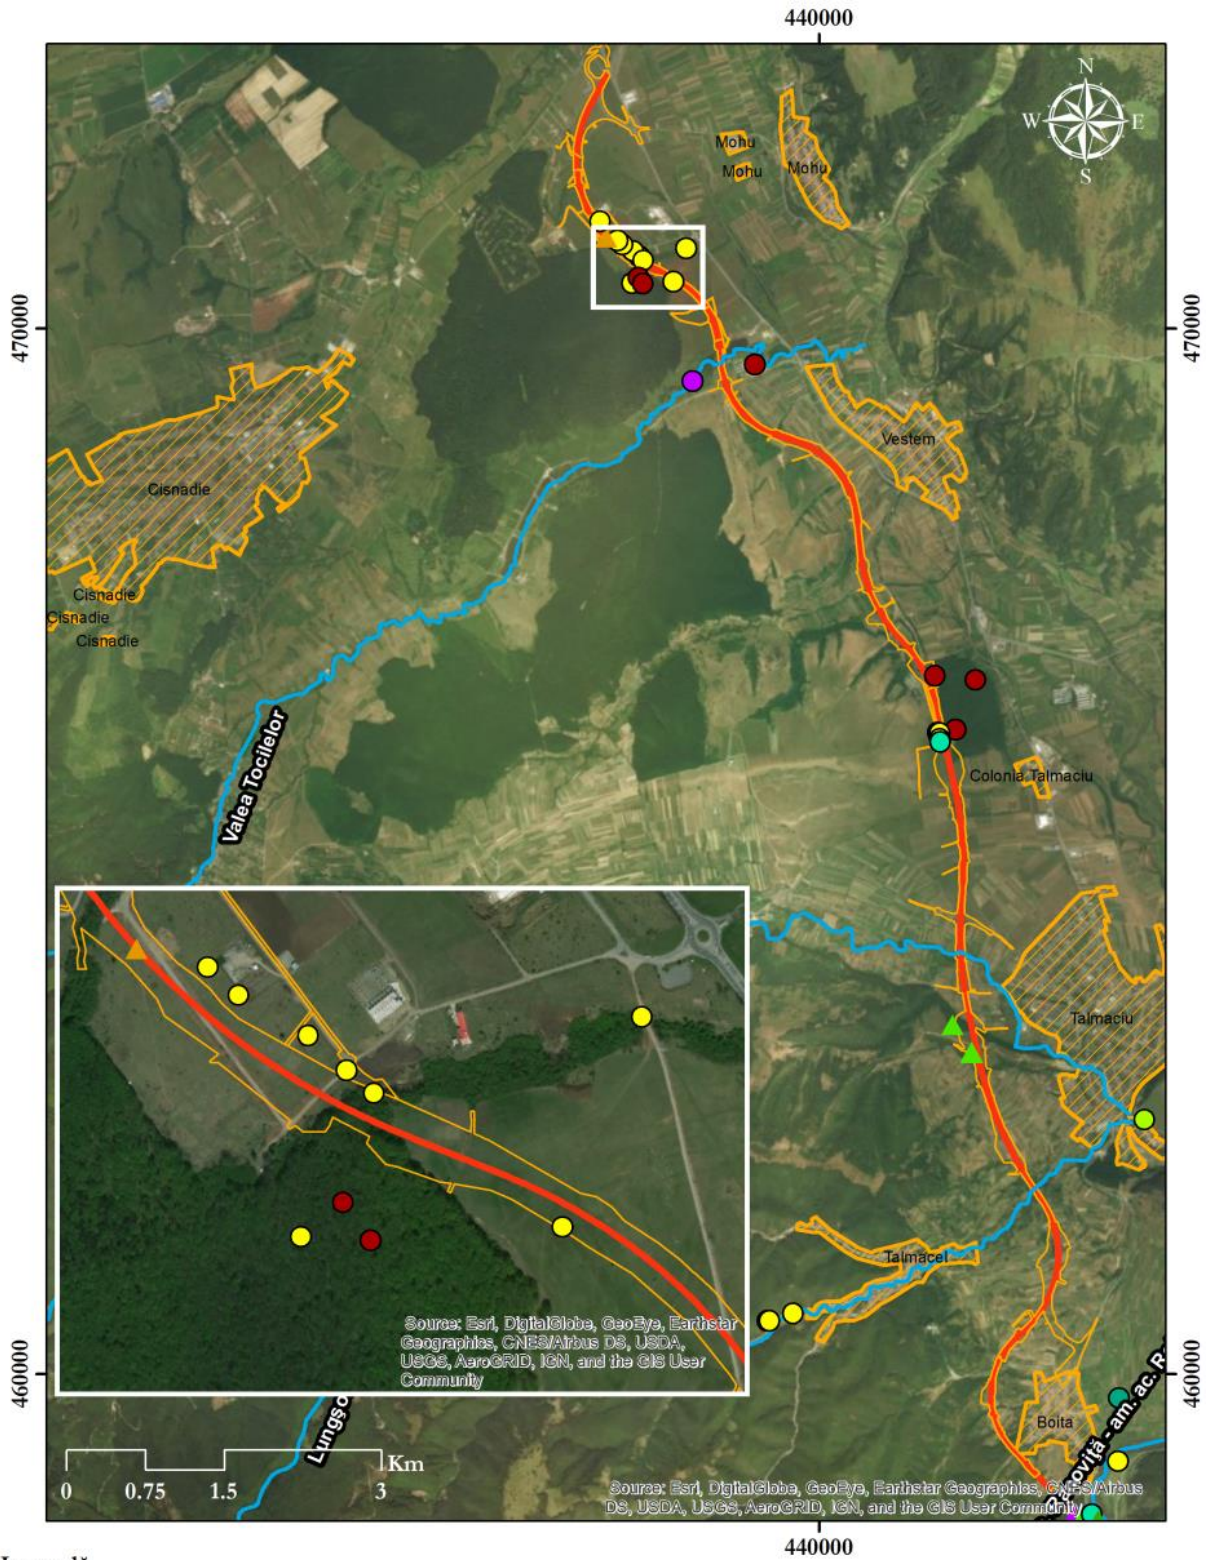 440000
N
W E
S
Mohu
Mohu
Mohu
470000
470000
Vestem
Cisnadie
Cisnadie
Cisnadie
Cisnadie
Valea Tocilelor
Colonia Talmaciu
Talmaciu
Talmacel
Source: Esri, DigitalGlobe, GeoEye, Earthstar
Geographics, CNES/Airbus DS, USDA,
USGS, AeroGRID, IGN, and the GIS User
Community
460000
460000
Boita
Km
0 0.75 1.5 3
Source: Esri, DigitalGlobe, GeoEye, Earthstar Geographics, CNES/Airbus
DS, USDA, USGS, AeroGRID, IGN, and the GIS User Community
440000